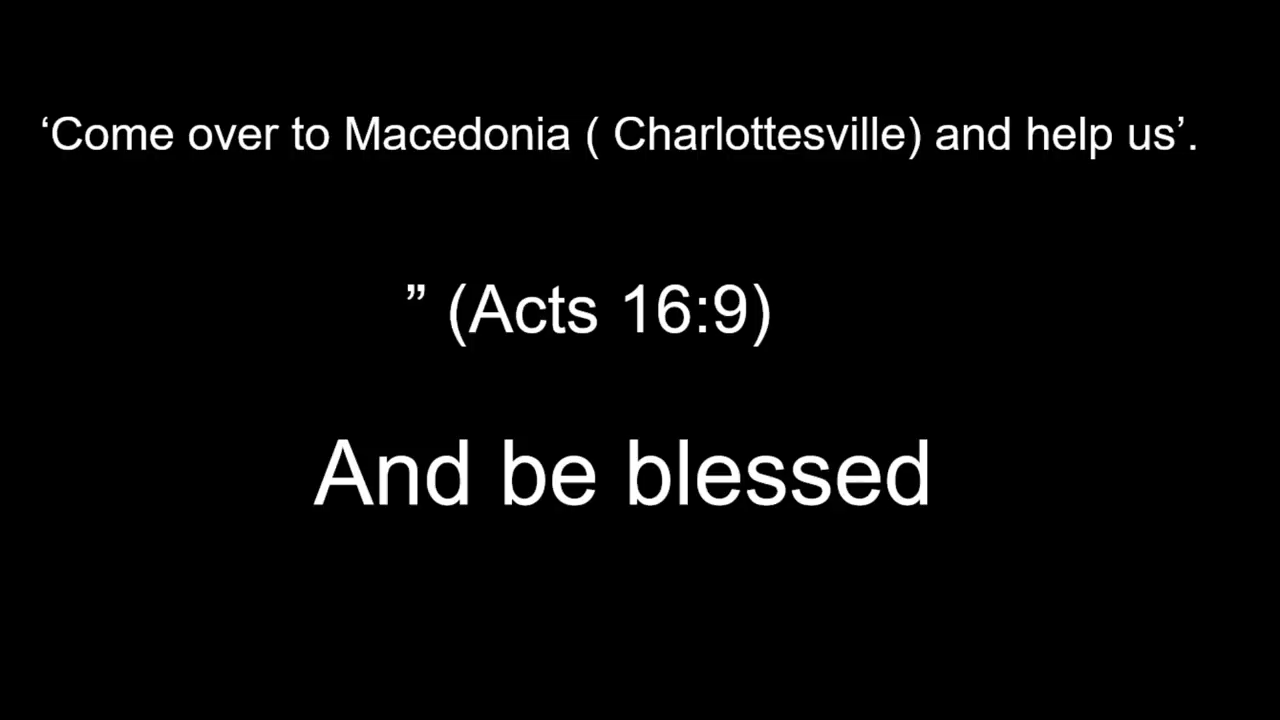 ‘Come over to Macedonia ( Charlottesville) and help us’.
” (Acts 16:9)
And be blessed